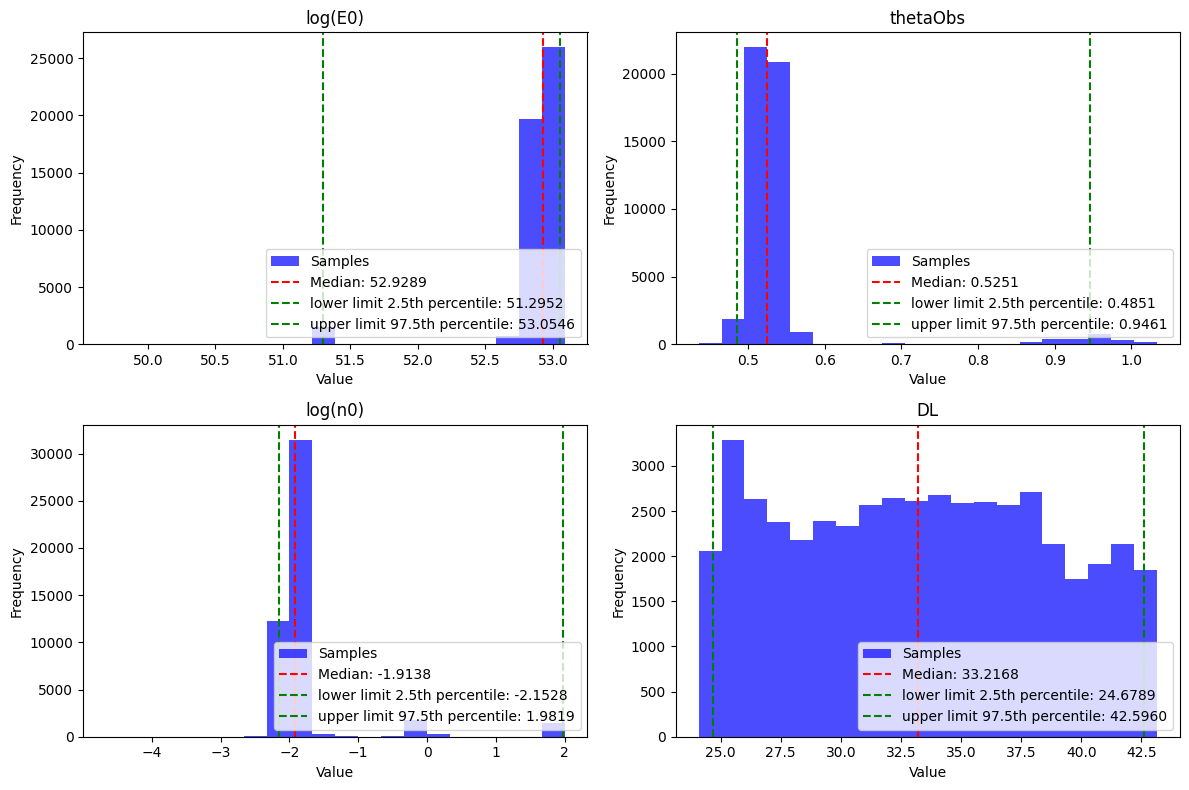 log(E0)
Frequency
25000
20000
15000
10000
5000
0
Samples
Median: 52.9289
lower limit 2.5th percentile: 51.2952
upper limit 97.5th percentile: 53.0546
50.0 50.5 51.0 51.5 52.0 52.5 53.0
Value
thetaObs
Frequency
20000
15000
10000
5000
0
Samples
Median: 0.5251
lower limit 2.5th percentile: 0.4851
upper limit 97.5th percentile: 0.9461
0.5 0.6 0.7 0.8 0.9 1.0
Value
log(n0)
Frequency
30000
25000
20000
15000
10000
5000
0
Samples
Median: -1.9138
lower limit 2.5th percentile: -2.1528
upper limit 97.5th percentile: 1.9819
−4 −3 −2 −1 0 1 2
Value
DL
Frequency
3000
2500
2000
1500
1000
500
0
Samples
Median: 33.2168
lower limit 2.5th percentile: 24.6789
upper limit 97.5th percentile: 42.5960
25.0 27.5 30.0 32.5 35.0 37.5 40.0 42.5
Value